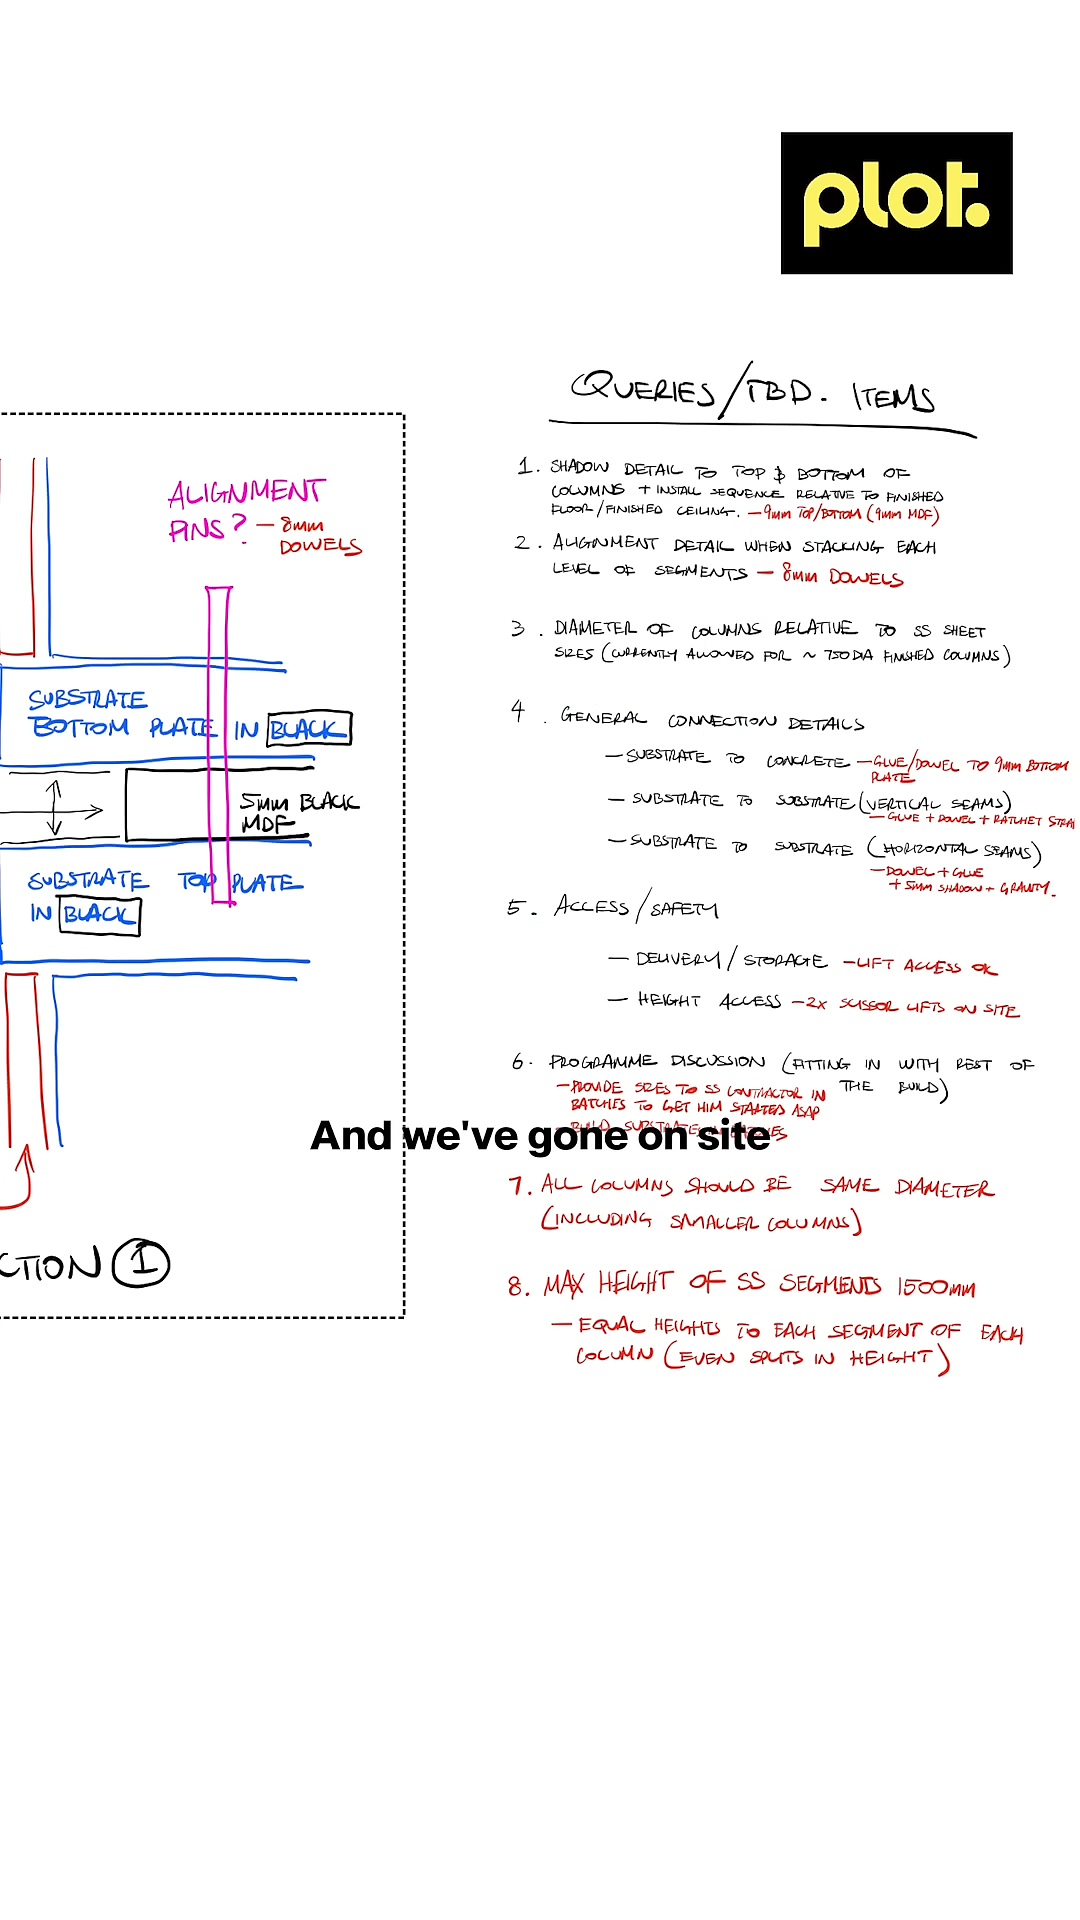 plot.
QUERIES/TBD. ITEMS
1. SHADOW DETAIL TO TOP & BOTTOM OF
COLUMNS + INSTALL SEQUENCE RELATIVE TO FINISHED
FLOOR/FINISHED CEILING. — 9mm TOP/BOTTOM (9mm MDF)
2. ALIGNMENT DETAIL WHEN STACKING EACH
LEVEL OF SEGMENTS — 8mm DOWELS
3. DIAMETER OF COLUMNS RELATIVE TO SS SHEET
SIZES (CURRENTLY ALLOWED FOR ~ 750DIA FINISHED COLUMNS)
4. GENERAL CONNECTION DETAILS
— SUBSTRATE TO CONCRETE — GLUE/DOWEL TO 9mm BOTTOM
PLATE
— SUBSTRATE TO SUBSTRATE (VERTICAL SEAMS)
— GLUE + DOWEL + RATCHET STRA
— SUBSTRATE TO SUBSTRATE (HORIZONTAL SEAMS)
— DOWEL + GLUE
+ 5mm SHADOW + GRAVITY.
5. ACCESS/SAFETY
— DELIVERY/STORAGE — LIFT ACCESS OK
— HEIGHT ACCESS — 2x SCISSOR LIFTS ON SITE
6. PROGRAMME DISCUSSION (FITTING IN WITH REST OF
THE BUILD)
— PROVIDE SIZES TO SS CONTRACTOR IN
BATCHES TO GET HIM STARTED ASAP
— BUILD SUBSTRATES IN BATCHES
And we've gone on site
7. ALL COLUMNS SHOULD BE SAME DIAMETER
(INCLUDING SMALLER COLUMNS)
8. MAX HEIGHT OF SS SEGMENTS 1500mm
— EQUAL HEIGHTS TO EACH SEGMENT OF EACH
COLUMN (EVEN SPLITS IN HEIGHT)
ALIGNMENT
PINS? — 8mm
DOWELS
SUBSTRATE
BOTTOM PLATE IN BLACK
5mm BLACK
MDF
SUBSTRATE TOP PLATE
IN BLACK
CTION 1